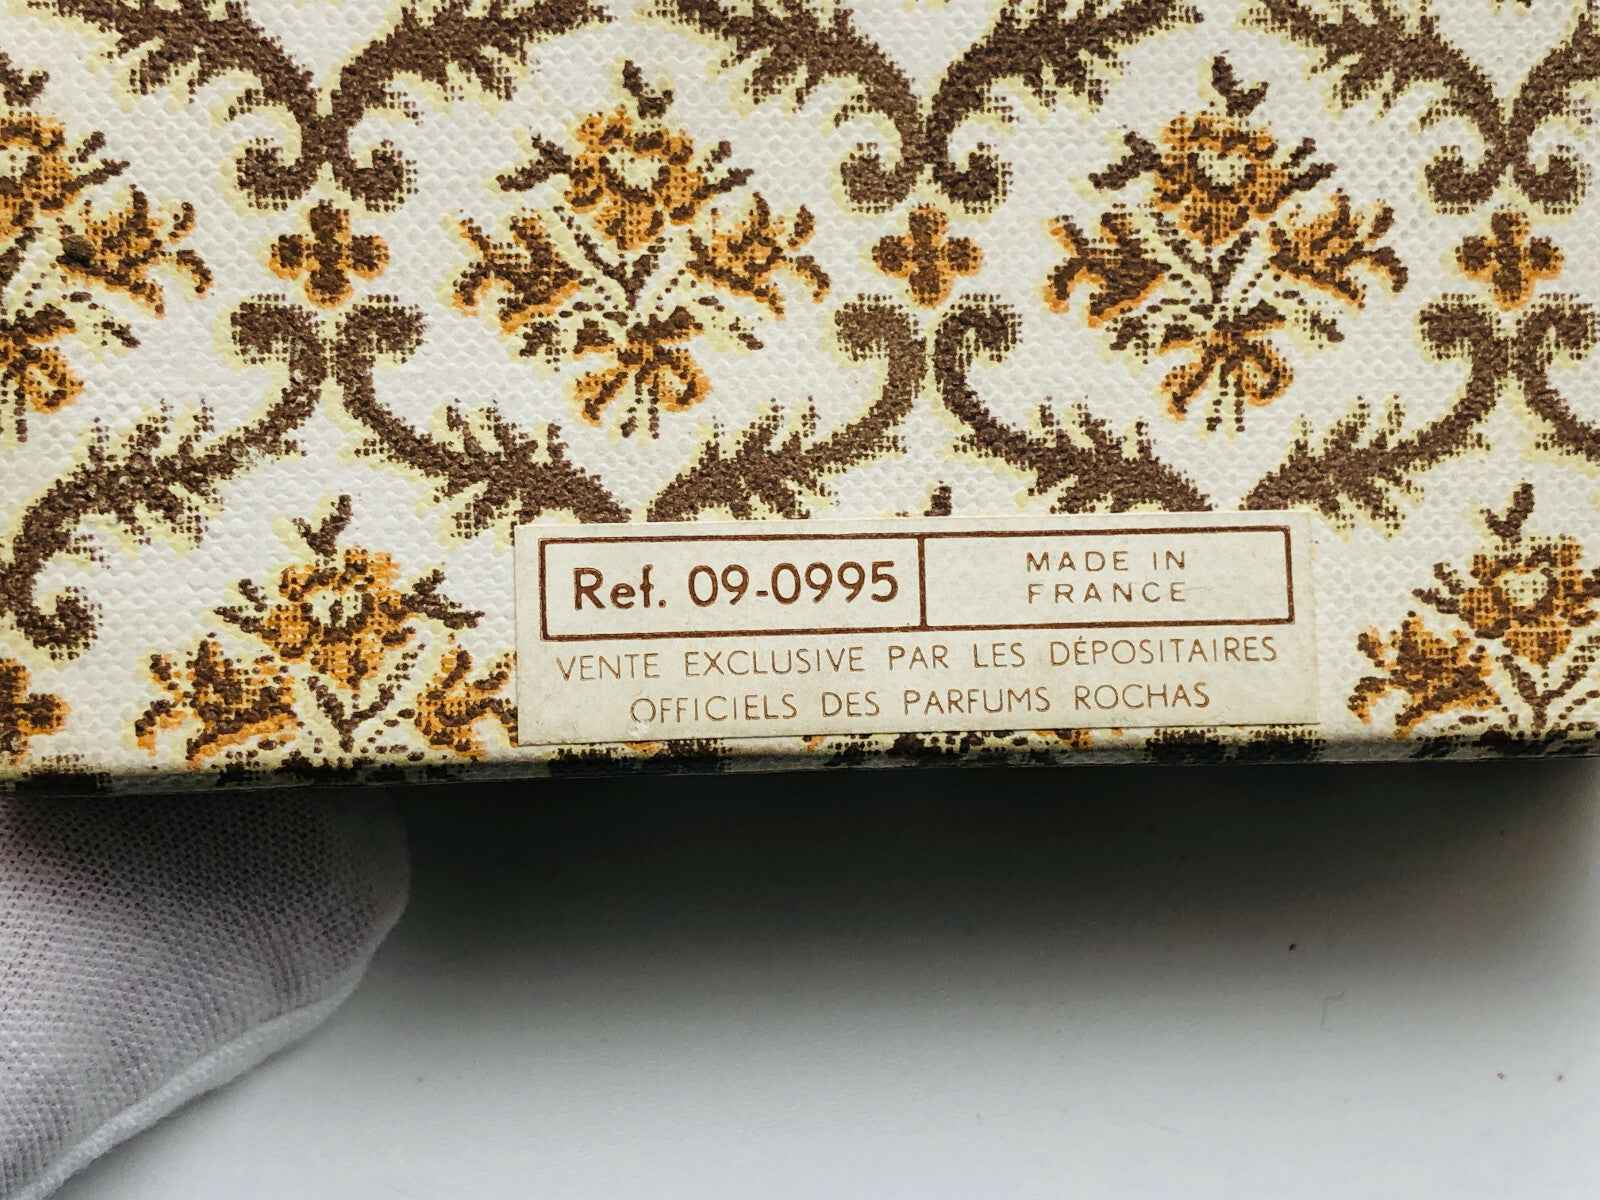 Ref. 09-0995
MADE IN
FRANCE
VENTE EXCLUSIVE PAR LES DÉPOSITAIRES
OFFICIELS DES PARFUMS ROCHAS